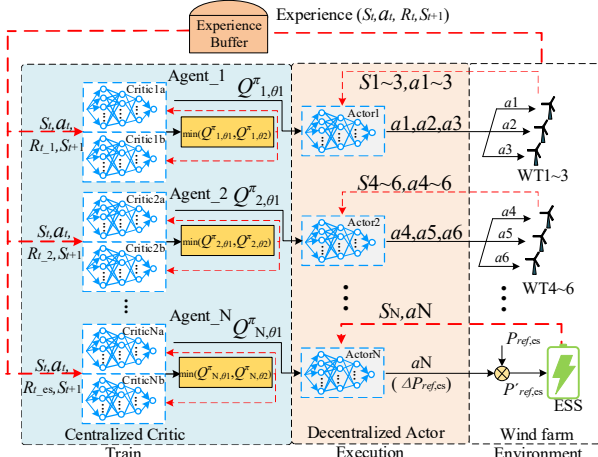 Experience (St,at, Rt,St+1)
Experience
Buffer
Agent_1
Critic1a
Qπ1,θ1
S1~3,a1~3
St,at,
Rt_1,St+1
Critic1b
min(Qπ1,θ1,Qπ1,θ2)
Actor1
a1,a2,a3
a1
a2
a3
WT1~3
Agent_2
Critic2a
Qπ2,θ1
S4~6,a4~6
St,at,
Rt_2,St+1
Critic2b
min(Qπ2,θ1,Qπ2,θ2)
Actor2
a4,a5,a6
a4
a5
a6
WT4~6
Agent_N
CriticNa
QπN,θ1
SN,aN
St,at,
Rt_es,St+1
CriticNb
min(QπN,θ1,QπN,θ2)
ActorN
aN
(ΔPref,es)
Pref,es
P′ref,es
ESS
Centralized Critic
Decentralized Actor
Wind farm
Train
Execution
Environment